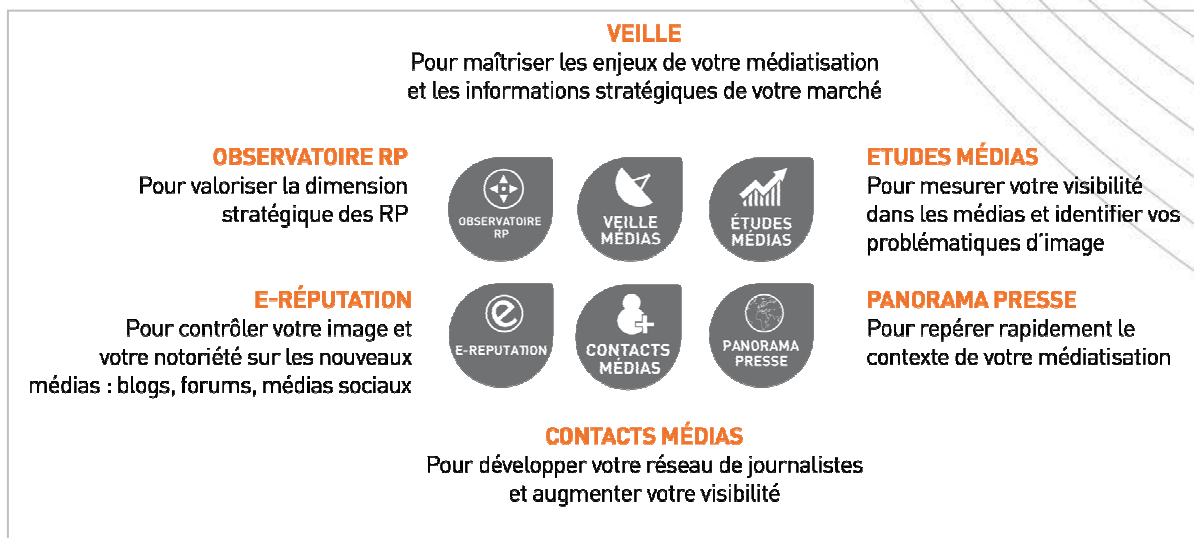 VEILLE
Pour maîtriser les enjeux de votre médiatisation
et les informations stratégiques de votre marché
OBSERVATOIRE RP
Pour valoriser la dimension
stratégique des RP
OBSERVATOIRE
RP
VEILLE
MÉDIAS
ÉTUDES
MÉDIAS
ETUDES MÉDIAS
Pour mesurer votre visibilité
dans les médias et identifier vos
problématiques d'image
E-RÉPUTATION
Pour contrôler votre image et
votre notoriété sur les nouveaux
médias : blogs, forums, médias sociaux
E-REPUTATION
CONTACTS
MÉDIAS
PANORAMA
PRESSE
PANORAMA PRESSE
Pour repérer rapidement le
contexte de votre médiatisation
CONTACTS MÉDIAS
Pour développer votre réseau de journalistes
et augmenter votre visibilité